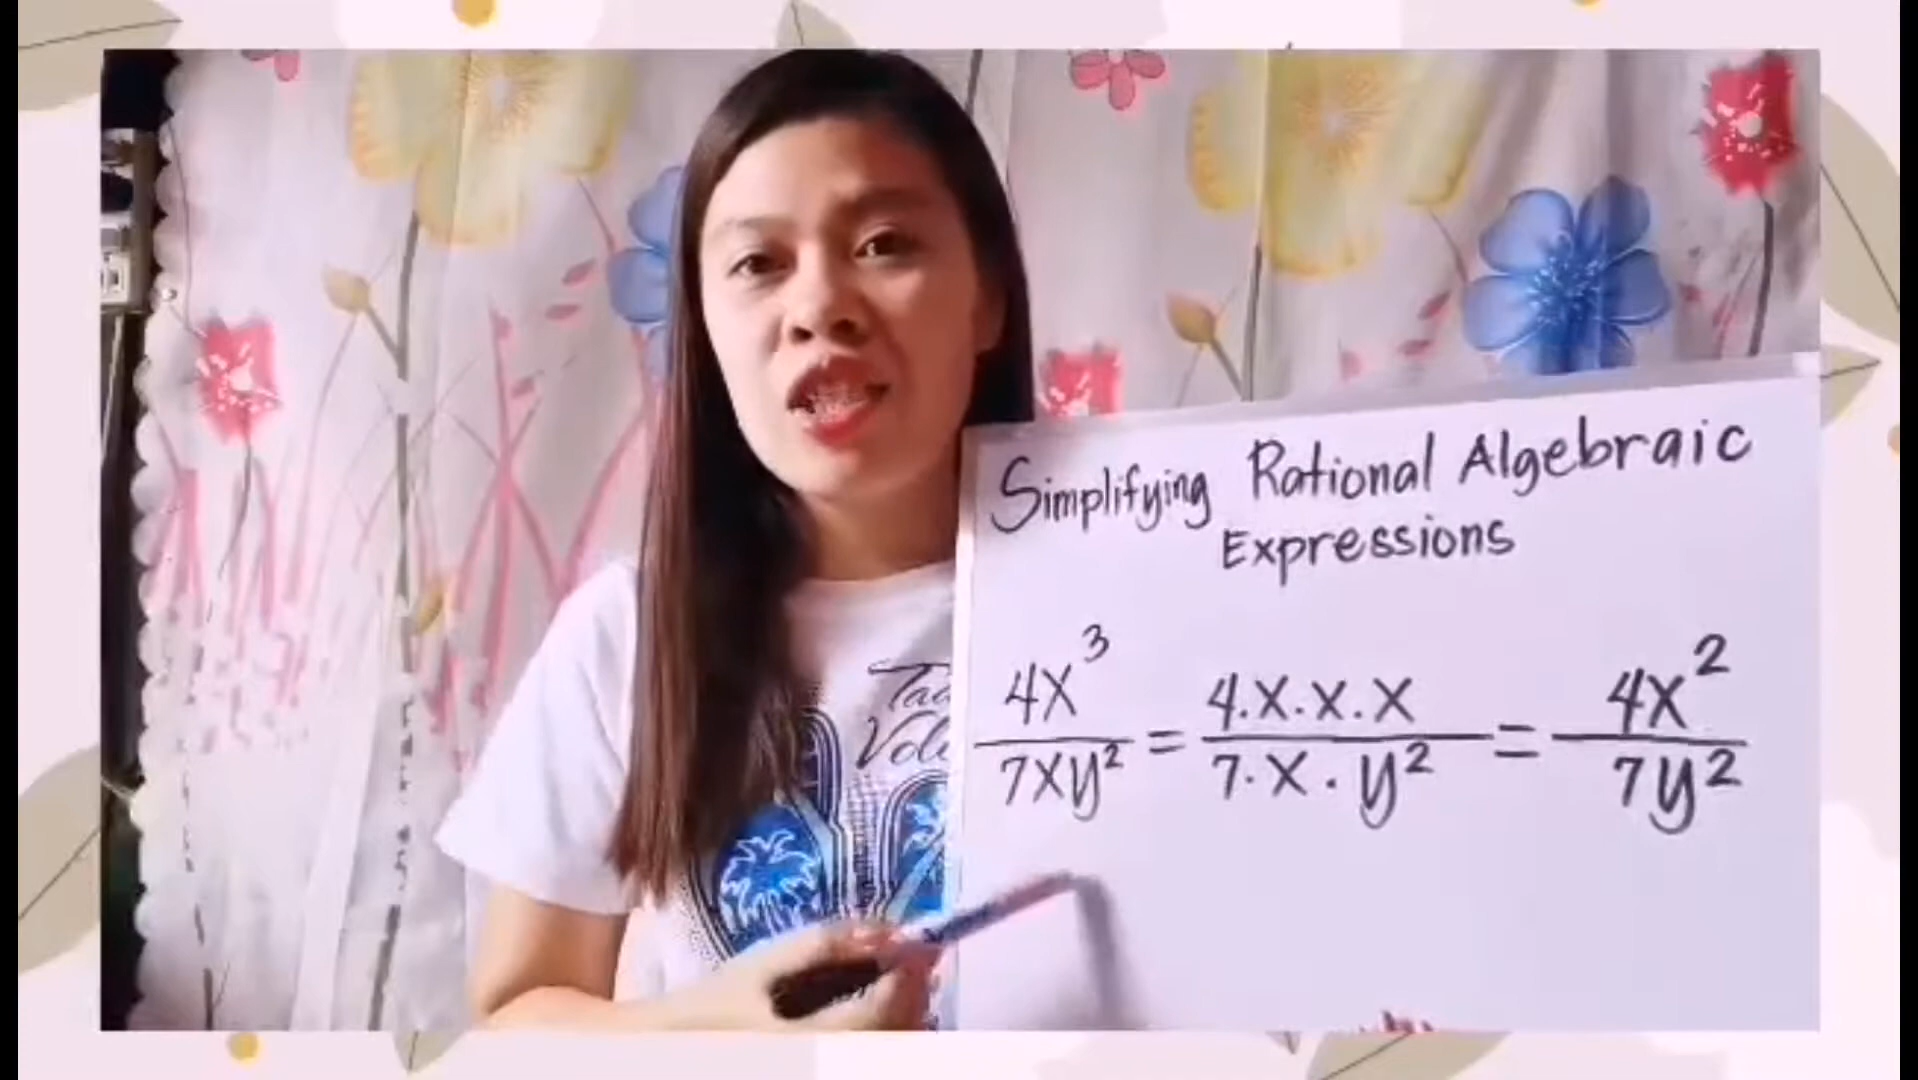 Simplifying Rational Algebraic
Expressions
4x³/7xy² = 4.x.x.x/7.x.y² = 4x²/7y²